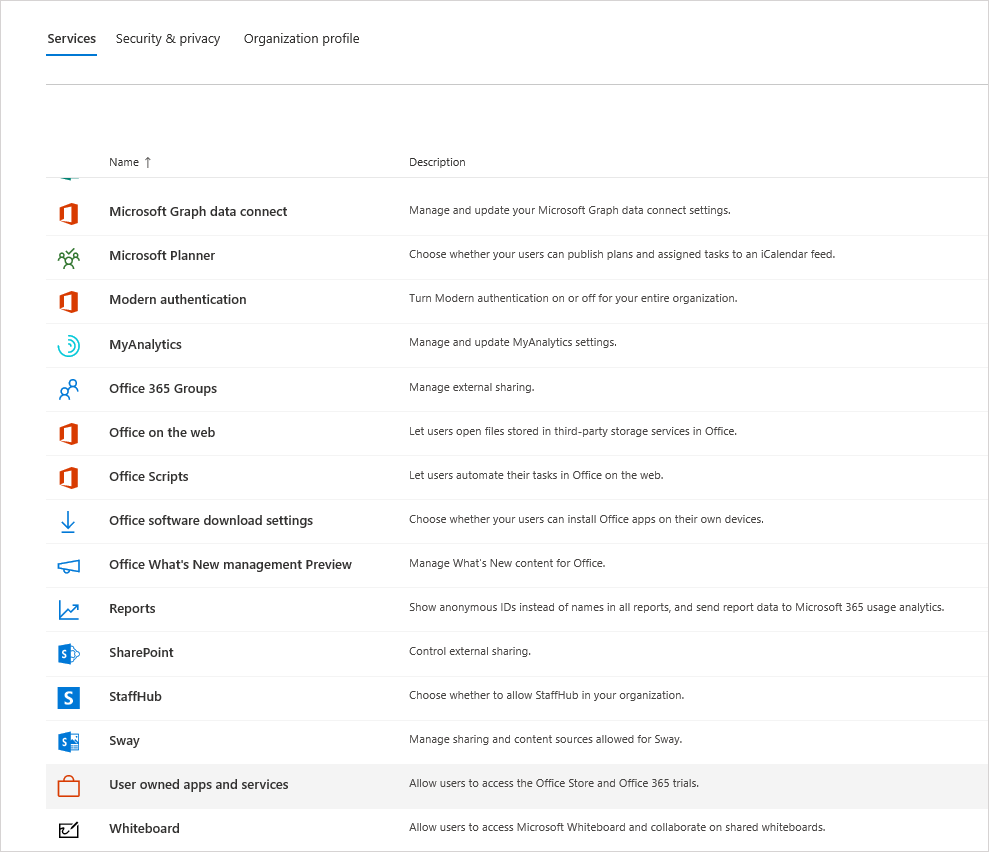 Services Security & privacy Organization profile
Name ↑ Description
Microsoft Graph data connect Manage and update your Microsoft Graph data connect settings.
Microsoft Planner Choose whether your users can publish plans and assigned tasks to an iCalendar feed.
Modern authentication Turn Modern authentication on or off for your entire organization.
MyAnalytics Manage and update MyAnalytics settings.
Office 365 Groups Manage external sharing.
Office on the web Let users open files stored in third-party storage services in Office.
Office Scripts Let users automate their tasks in Office on the web.
Office software download settings Choose whether your users can install Office apps on their own devices.
Office What's New management Preview Manage What's New content for Office.
Reports Show anonymous IDs instead of names in all reports, and send report data to Microsoft 365 usage analytics.
S SharePoint Control external sharing.
S StaffHub Choose whether to allow StaffHub in your organization.
S Sway Manage sharing and content sources allowed for Sway.
User owned apps and services Allow users to access the Office Store and Office 365 trials.
Whiteboard Allow users to access Microsoft Whiteboard and collaborate on shared whiteboards.